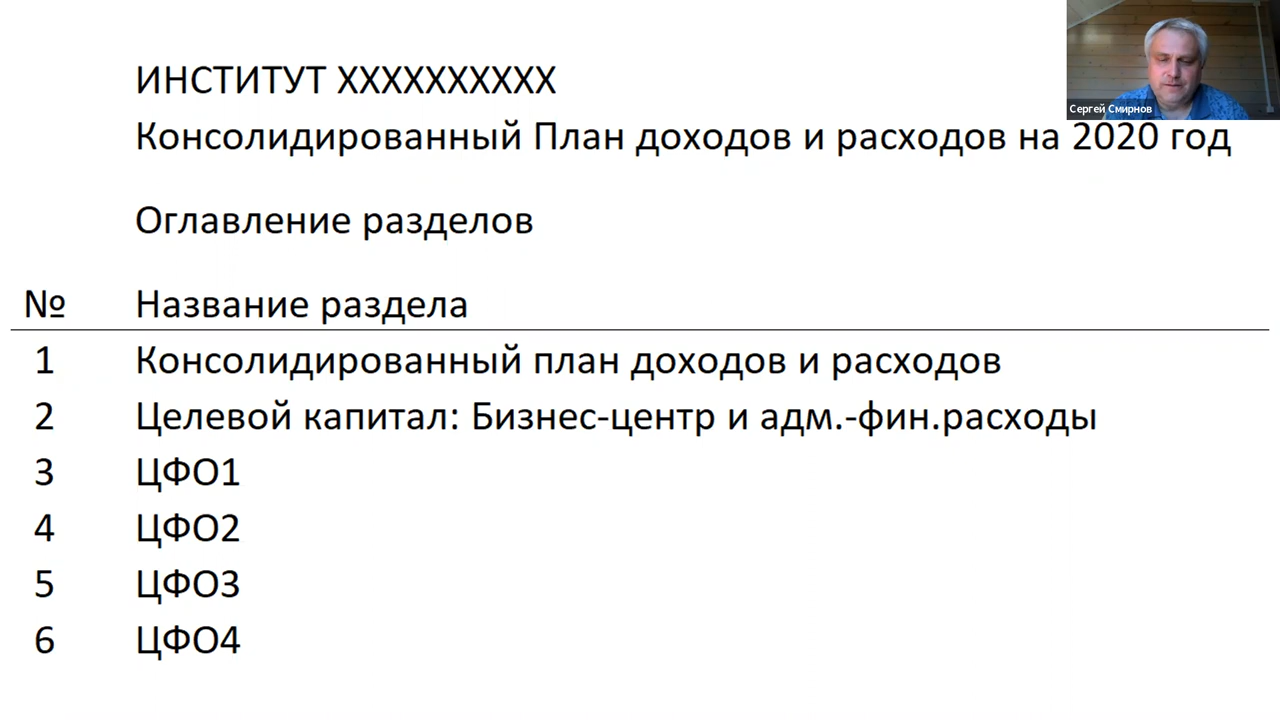 ИНСТИТУТ ХХХХХХХХХХ
Сергей Смирнов
Консолидированный План доходов и расходов на 2020 год
Оглавление разделов
№ Название раздела
1 Консолидированный план доходов и расходов
2 Целевой капитал: Бизнес-центр и адм.-фин.расходы
3 ЦФО1
4 ЦФО2
5 ЦФО3
6 ЦФО4